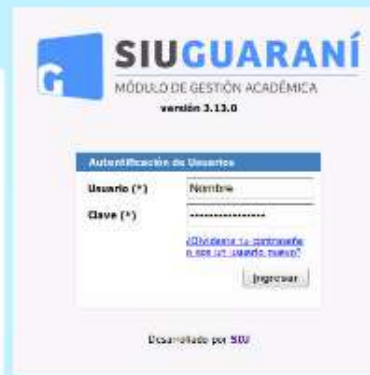 G
SIUGUARANÍ
MÓDULO DE GESTIÓN ACADÉMICA
versión 3.13.0
Autentificación de Usuarios
Usuario (*) Nombre
Clave (*) ----------------
¿Olvidaste tu contraseña
o sos un usuario nuevo?
Ingresar
Desarrollado por SIU